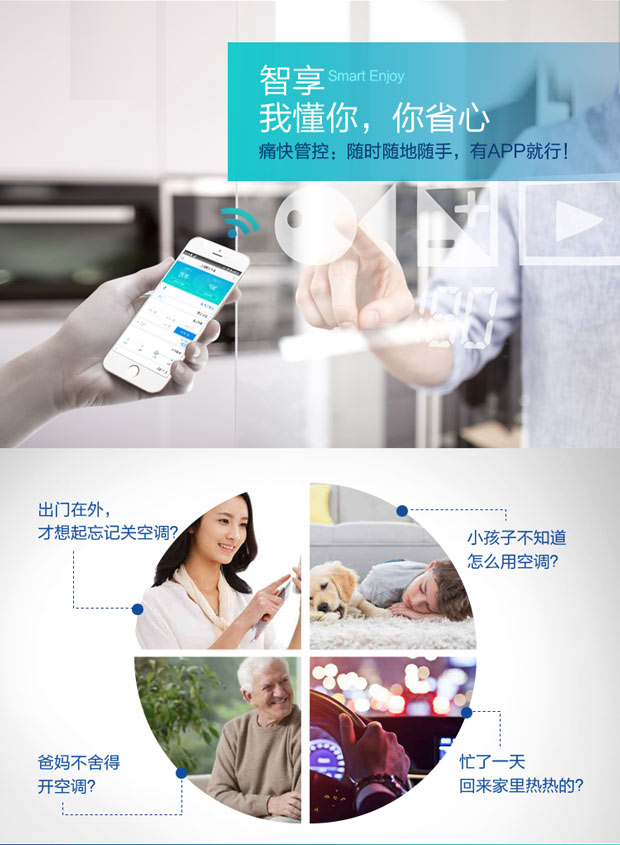 智享 Smart Enjoy
我懂你，你省心
痛快管控：随时随地随手，有APP就行！
出门在外，
才想起忘记关空调？
小孩子不知道
怎么用空调？
爸妈不舍得
开空调？
忙了一天
回来家里热热的？